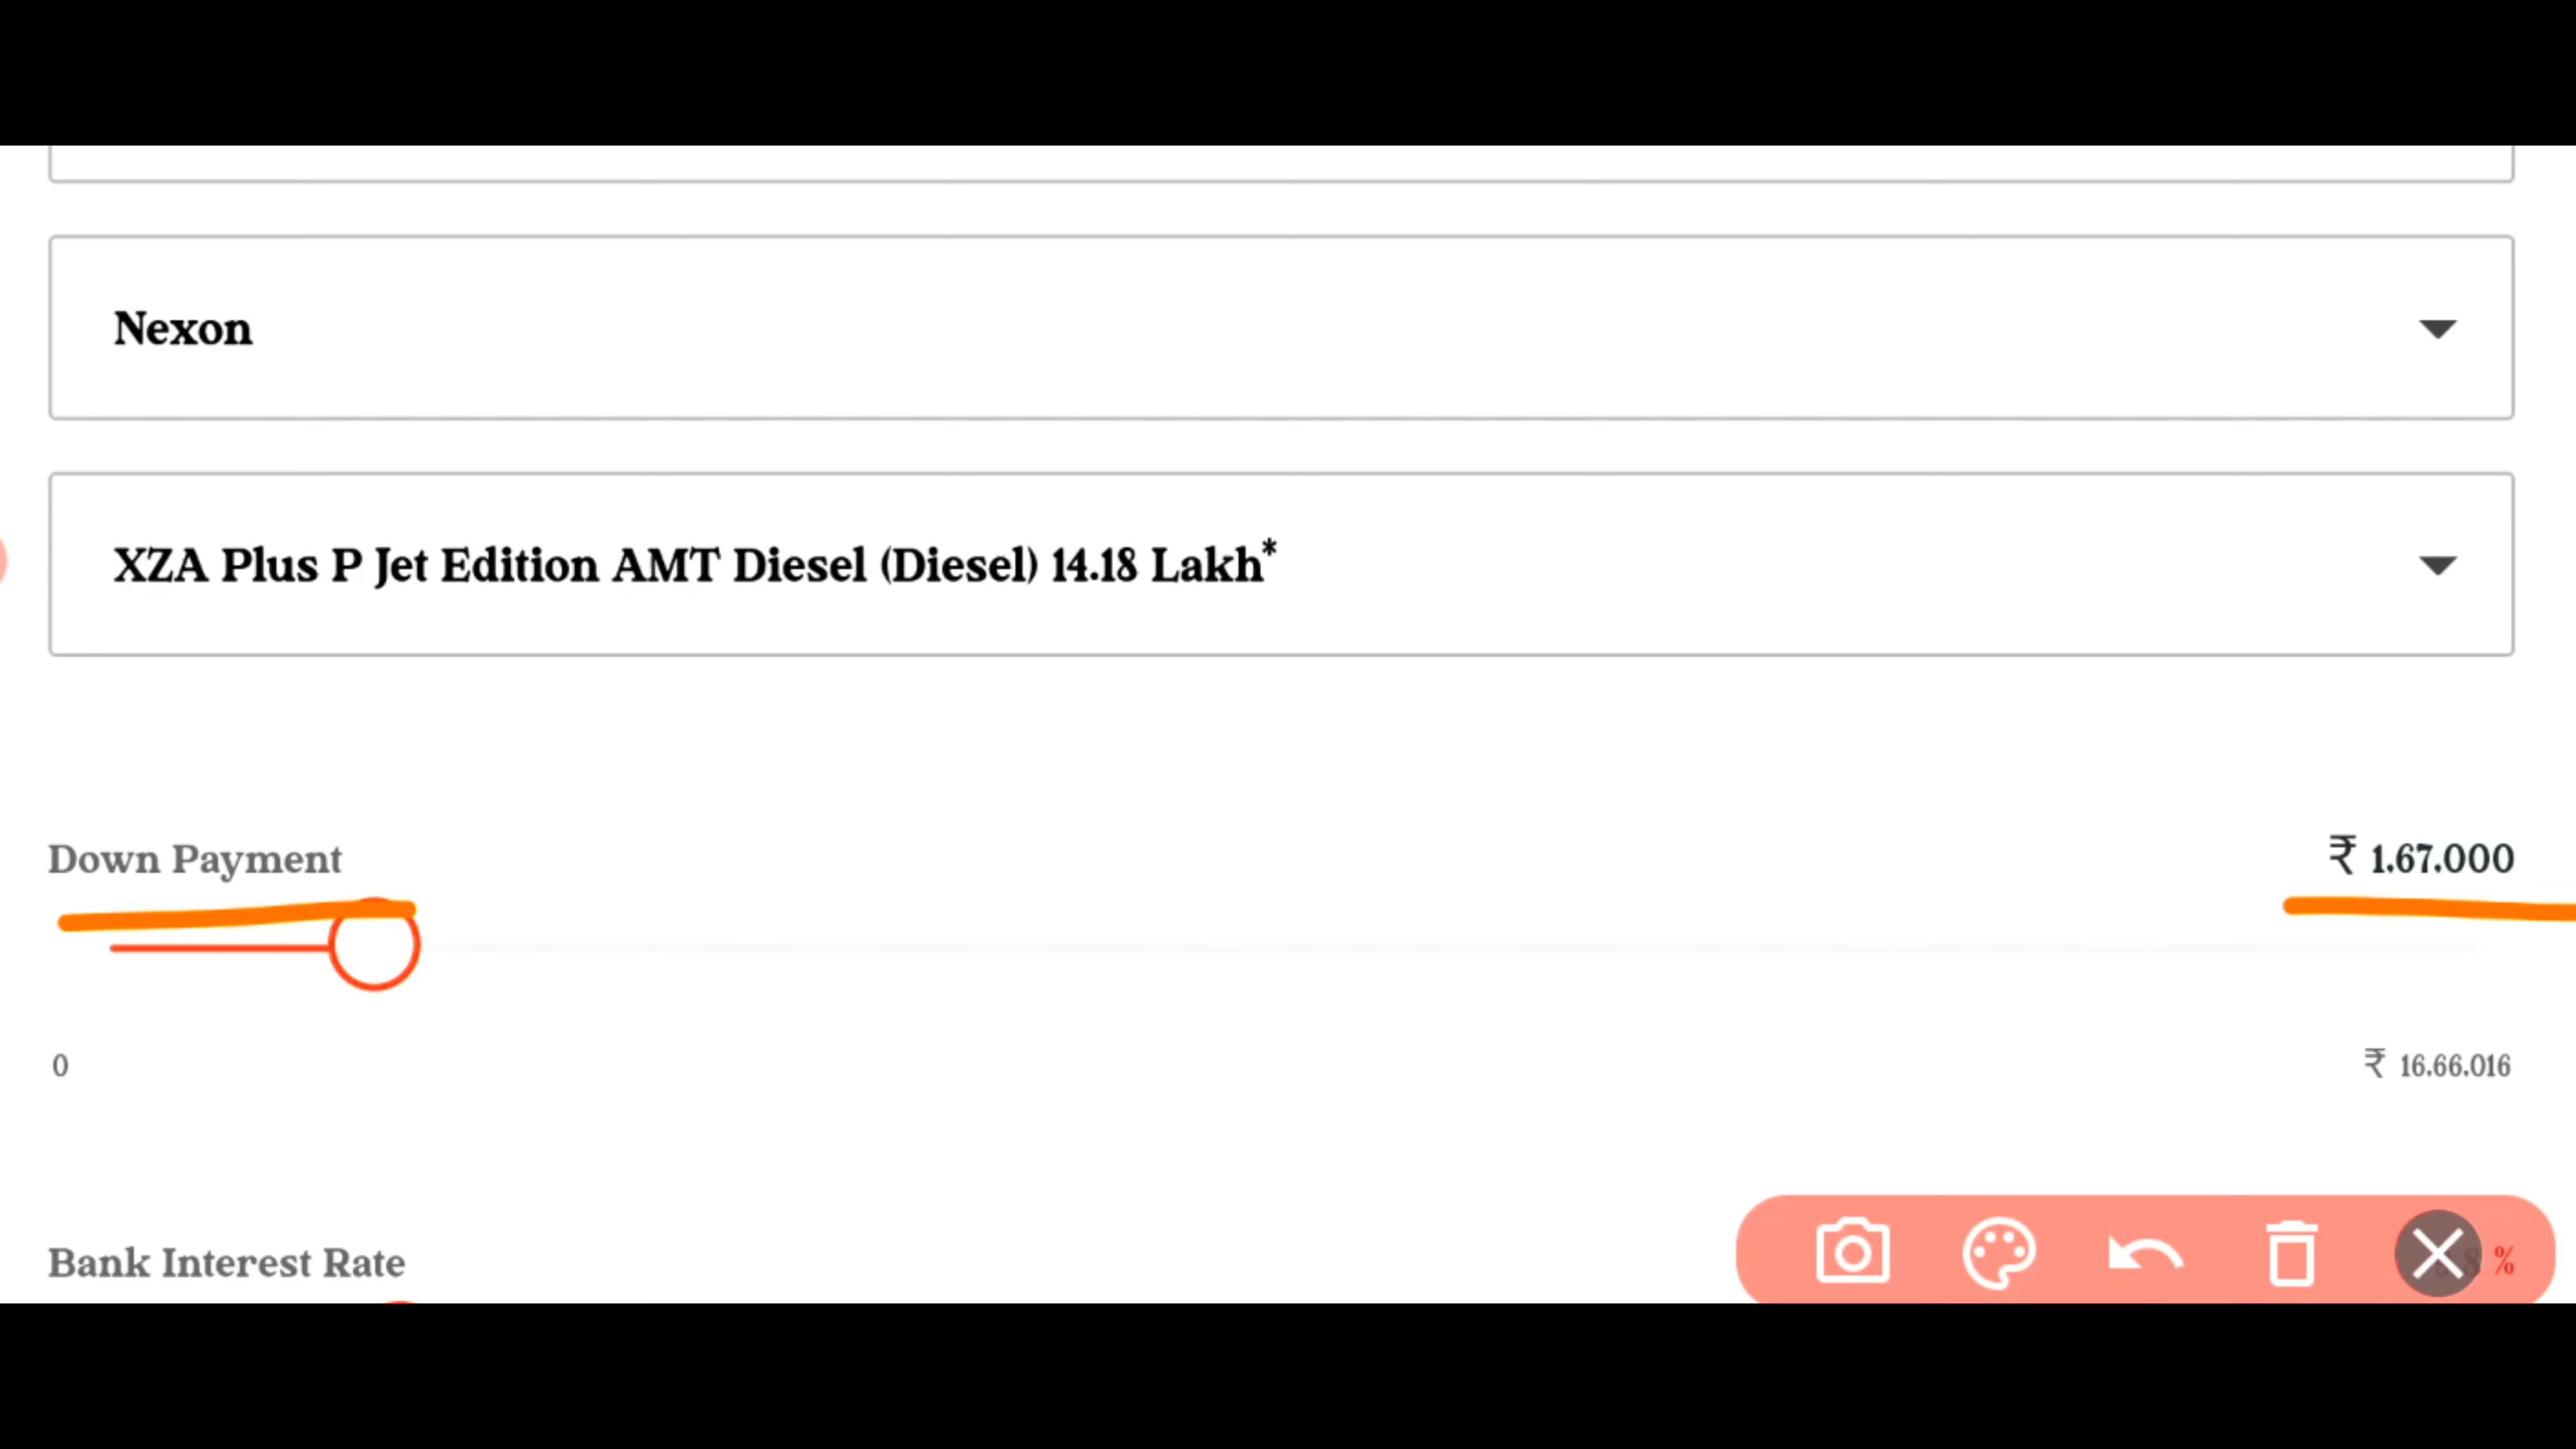 Nexon
XZA Plus P Jet Edition AMT Diesel (Diesel) 14.18 Lakh*
Down Payment
₹ 1,67,000
0
₹ 16,66,016
Bank Interest Rate
%